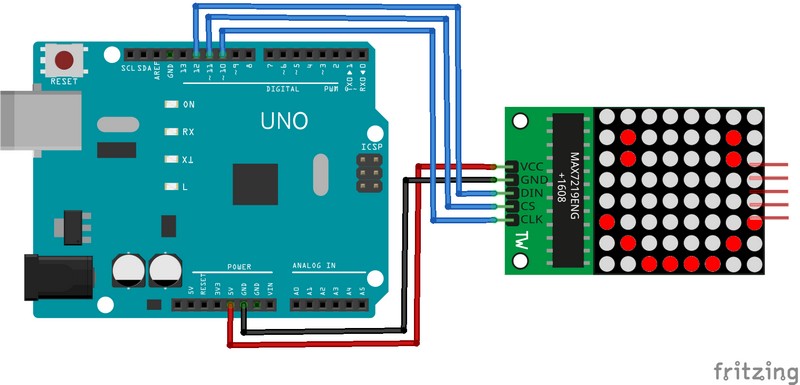 RESET
SCL
SDA
AREF
GND
13
12
~11
~10
~9
8
7
~6
~5
4
~3
2
TXD▶1
RXD◀0
DIGITAL
PWM
ON
RX
TX
L
UNO
ICSP
POWER
ANALOG IN
5V
RESET
3V3
5V
GND
GND
VIN
A0
A1
A2
A3
A4
A5
MAX7219ENG
+1608
VCC
GND
DIN
CS
CLK
TW
fritzing